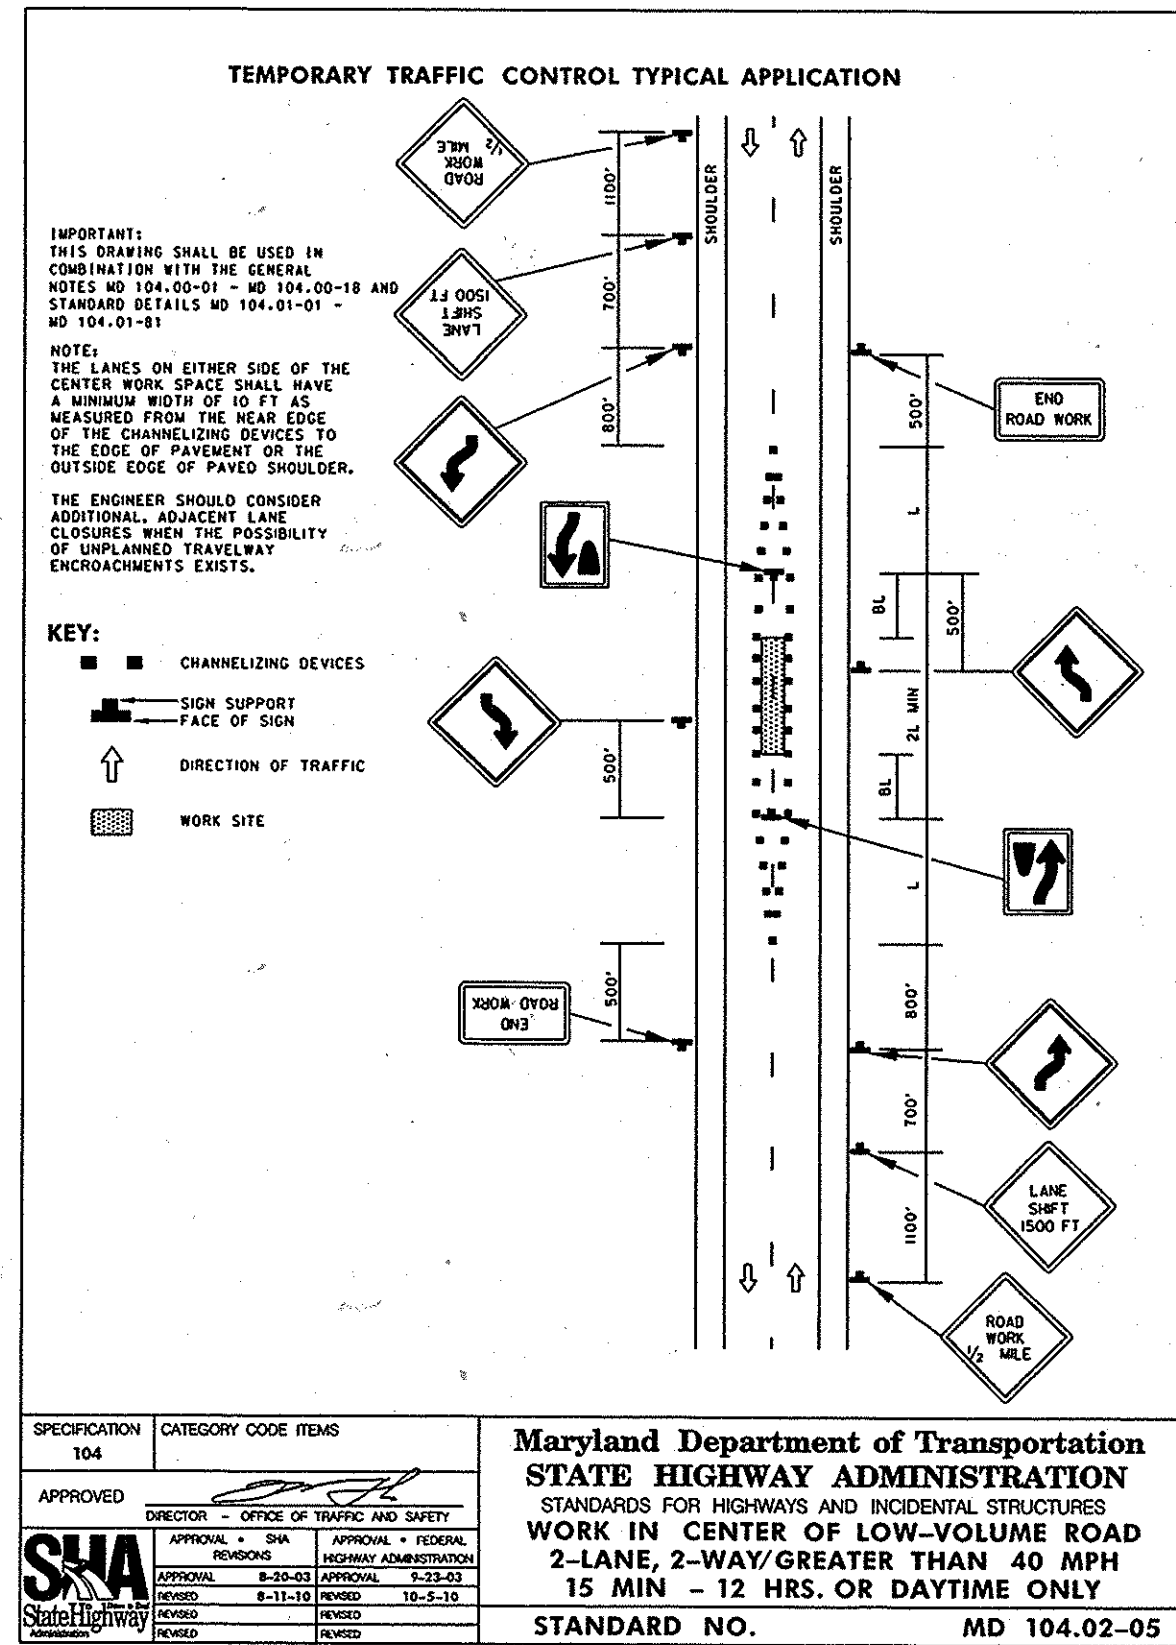 TEMPORARY TRAFFIC CONTROL TYPICAL APPLICATION
ROAD
WORK
1/2 MILE
LANE
SHIFT
1500 FT
1100'
700'
800'
SHOULDER
SHOULDER
IMPORTANT:
THIS DRAWING SHALL BE USED IN
COMBINATION WITH THE GENERAL
NOTES MD 104.00-01 - MD 104.00-18 AND
STANDARD DETAILS MD 104.01-01 -
MD 104.01-81
NOTE:
THE LANES ON EITHER SIDE OF THE
CENTER WORK SPACE SHALL HAVE
A MINIMUM WIDTH OF 10 FT AS
MEASURED FROM THE NEAR EDGE
OF THE CHANNELIZING DEVICES TO
THE EDGE OF PAVEMENT OR THE
OUTSIDE EDGE OF PAVED SHOULDER.
THE ENGINEER SHOULD CONSIDER
ADDITIONAL, ADJACENT LANE
CLOSURES WHEN THE POSSIBILITY
OF UNPLANNED TRAVELWAY
ENCROACHMENTS EXISTS.
END
ROAD WORK
500'
L
BL
500'
2L MIN
BL
L
800'
700'
1100'
KEY:
CHANNELIZING DEVICES
SIGN SUPPORT
FACE OF SIGN
DIRECTION OF TRAFFIC
WORK SITE
500'
500'
END
ROAD WORK
LANE
SHIFT
1500 FT
ROAD
WORK
1/2 MILE
SPECIFICATION
104
CATEGORY CODE ITEMS
APPROVED
DIRECTOR - OFFICE OF TRAFFIC AND SAFETY
SHA
StateHighway
Administration
APPROVAL • SHA
REVISIONS
APPROVAL • FEDERAL
HIGHWAY ADMINISTRATION
APPROVAL 8-20-03 APPROVAL 9-23-03
REVISED 8-11-10 REVISED 10-5-10
REVISED REVISED
REVISED REVISED
Maryland Department of Transportation
STATE HIGHWAY ADMINISTRATION
STANDARDS FOR HIGHWAYS AND INCIDENTAL STRUCTURES
WORK IN CENTER OF LOW-VOLUME ROAD
2-LANE, 2-WAY/GREATER THAN 40 MPH
15 MIN - 12 HRS. OR DAYTIME ONLY
STANDARD NO. MD 104.02-05